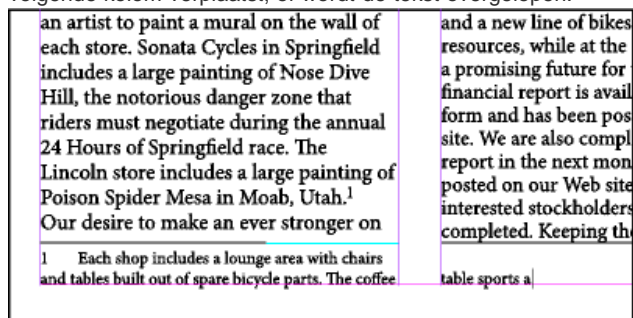 volgende kolom verplaatst, of wordt de tekst overgelopen.
an artist to paint a mural on the wall of
each store. Sonata Cycles in Springfield
includes a large painting of Nose Dive
Hill, the notorious danger zone that
riders must negotiate during the annual
24 Hours of Springfield race. The
Lincoln store includes a large painting of
Poison Spider Mesa in Moab, Utah.1
Our desire to make an ever stronger on
1 Each shop includes a lounge area with chairs
and tables built out of spare bicycle parts. The coffee
and a new line of bikes
resources, while at the
a promising future for
financial report is avail
form and has been pos
site. We are also compl
report in the next mon
posted on our Web site
interested stockholders
completed. Keeping the
table sports a